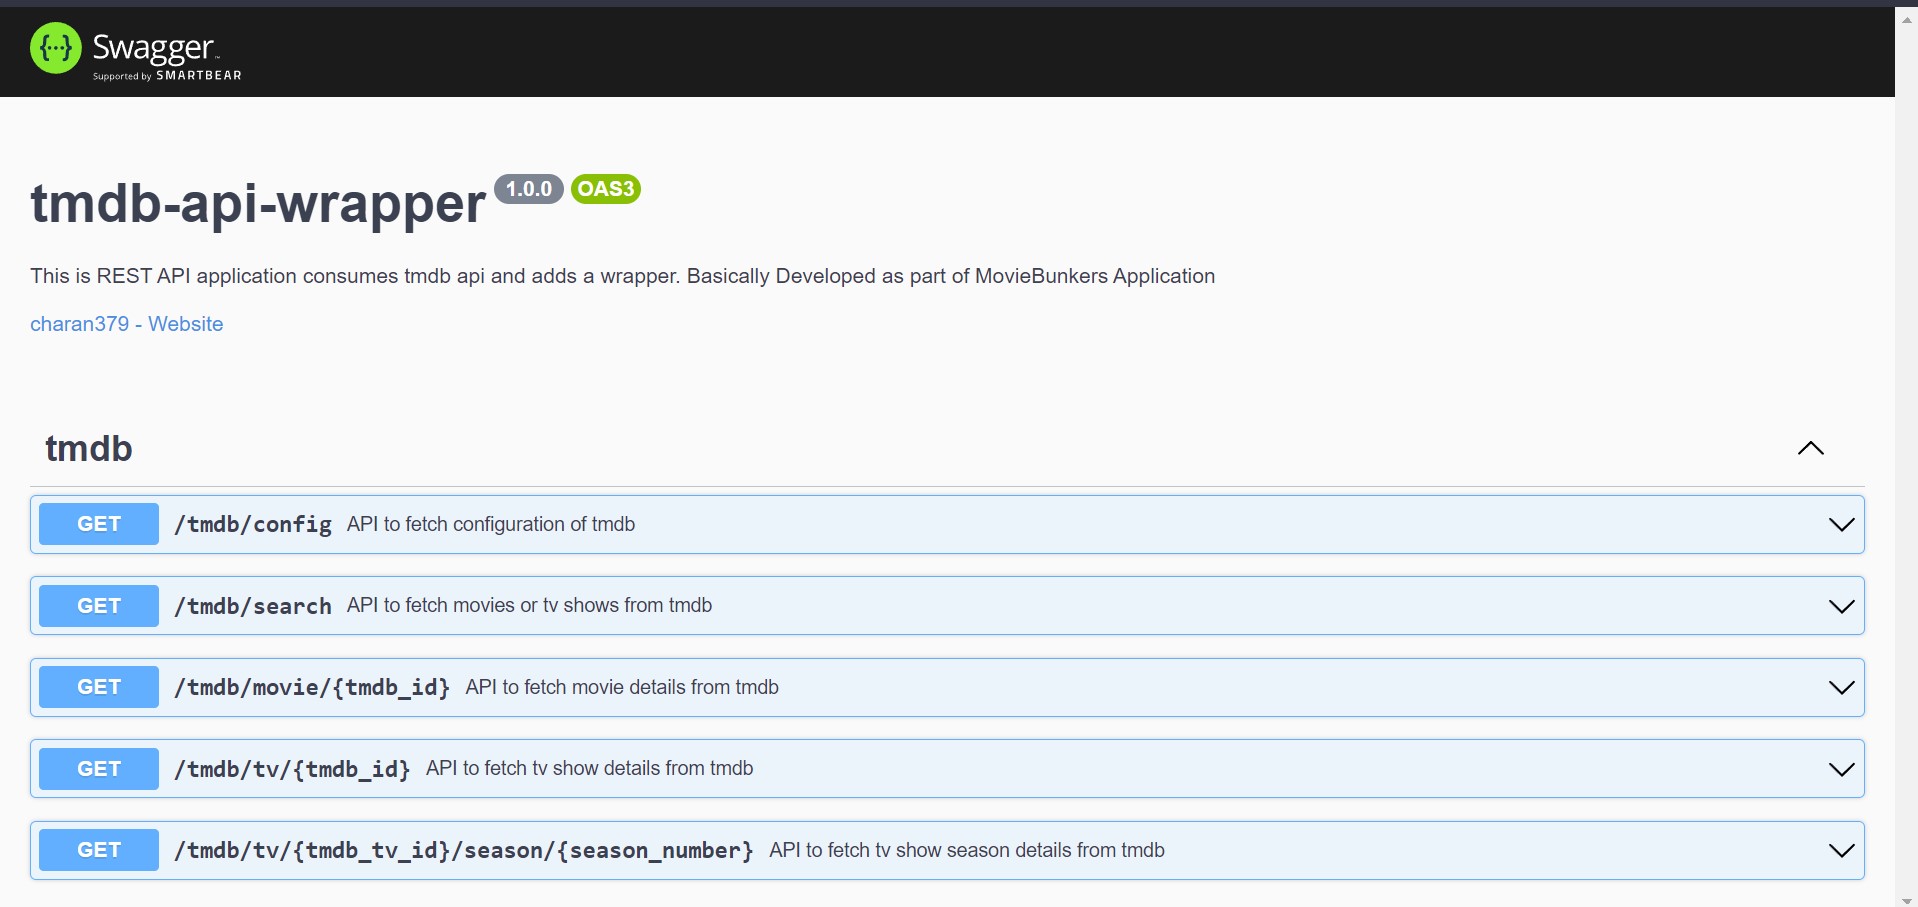 {···} Swagger™
Supported by SMARTBEAR
tmdb-api-wrapper 1.0.0 OAS3
This is REST API application consumes tmdb api and adds a wrapper. Basically Developed as part of MovieBunkers Application
charan379 - Website
tmdb
GET /tmdb/config API to fetch configuration of tmdb
GET /tmdb/search API to fetch movies or tv shows from tmdb
GET /tmdb/movie/{tmdb_id} API to fetch movie details from tmdb
GET /tmdb/tv/{tmdb_id} API to fetch tv show details from tmdb
GET /tmdb/tv/{tmdb_tv_id}/season/{season_number} API to fetch tv show season details from tmdb